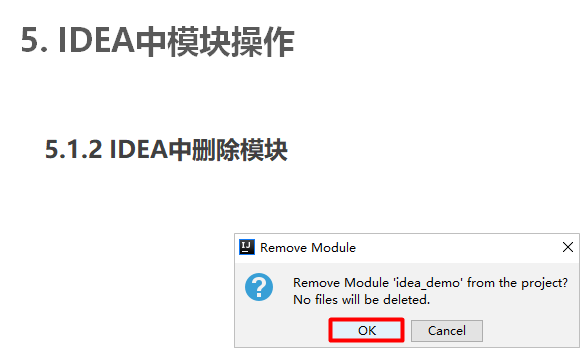 5. IDEA中模块操作
5.1.2 IDEA中删除模块
IJ
Remove Module
Remove Module 'idea_demo' from the project?
No files will be deleted.
OK
Cancel